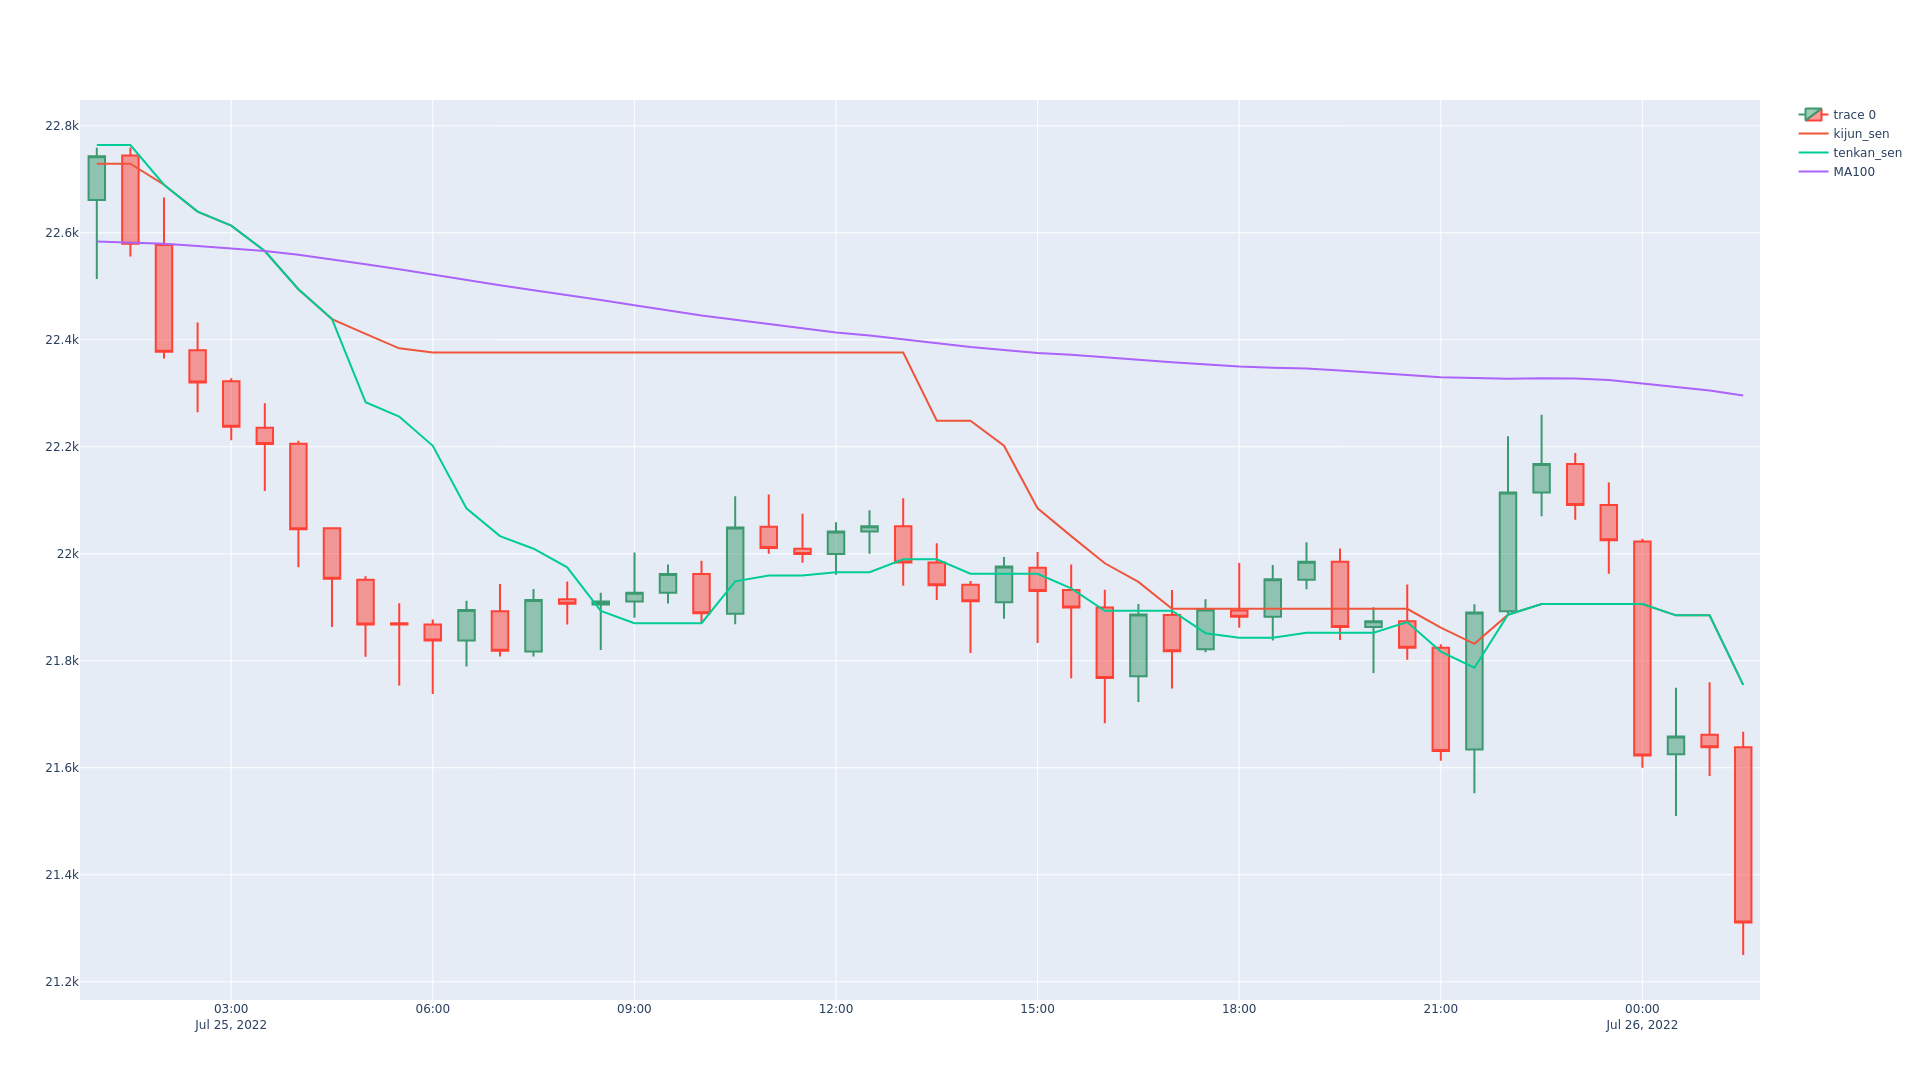 22.8k
22.6k
22.4k
22.2k
22k
21.8k
21.6k
21.4k
21.2k
03:00
Jul 25, 2022
06:00
09:00
12:00
15:00
18:00
21:00
00:00
Jul 26, 2022
trace 0
kijun_sen
tenkan_sen
MA100